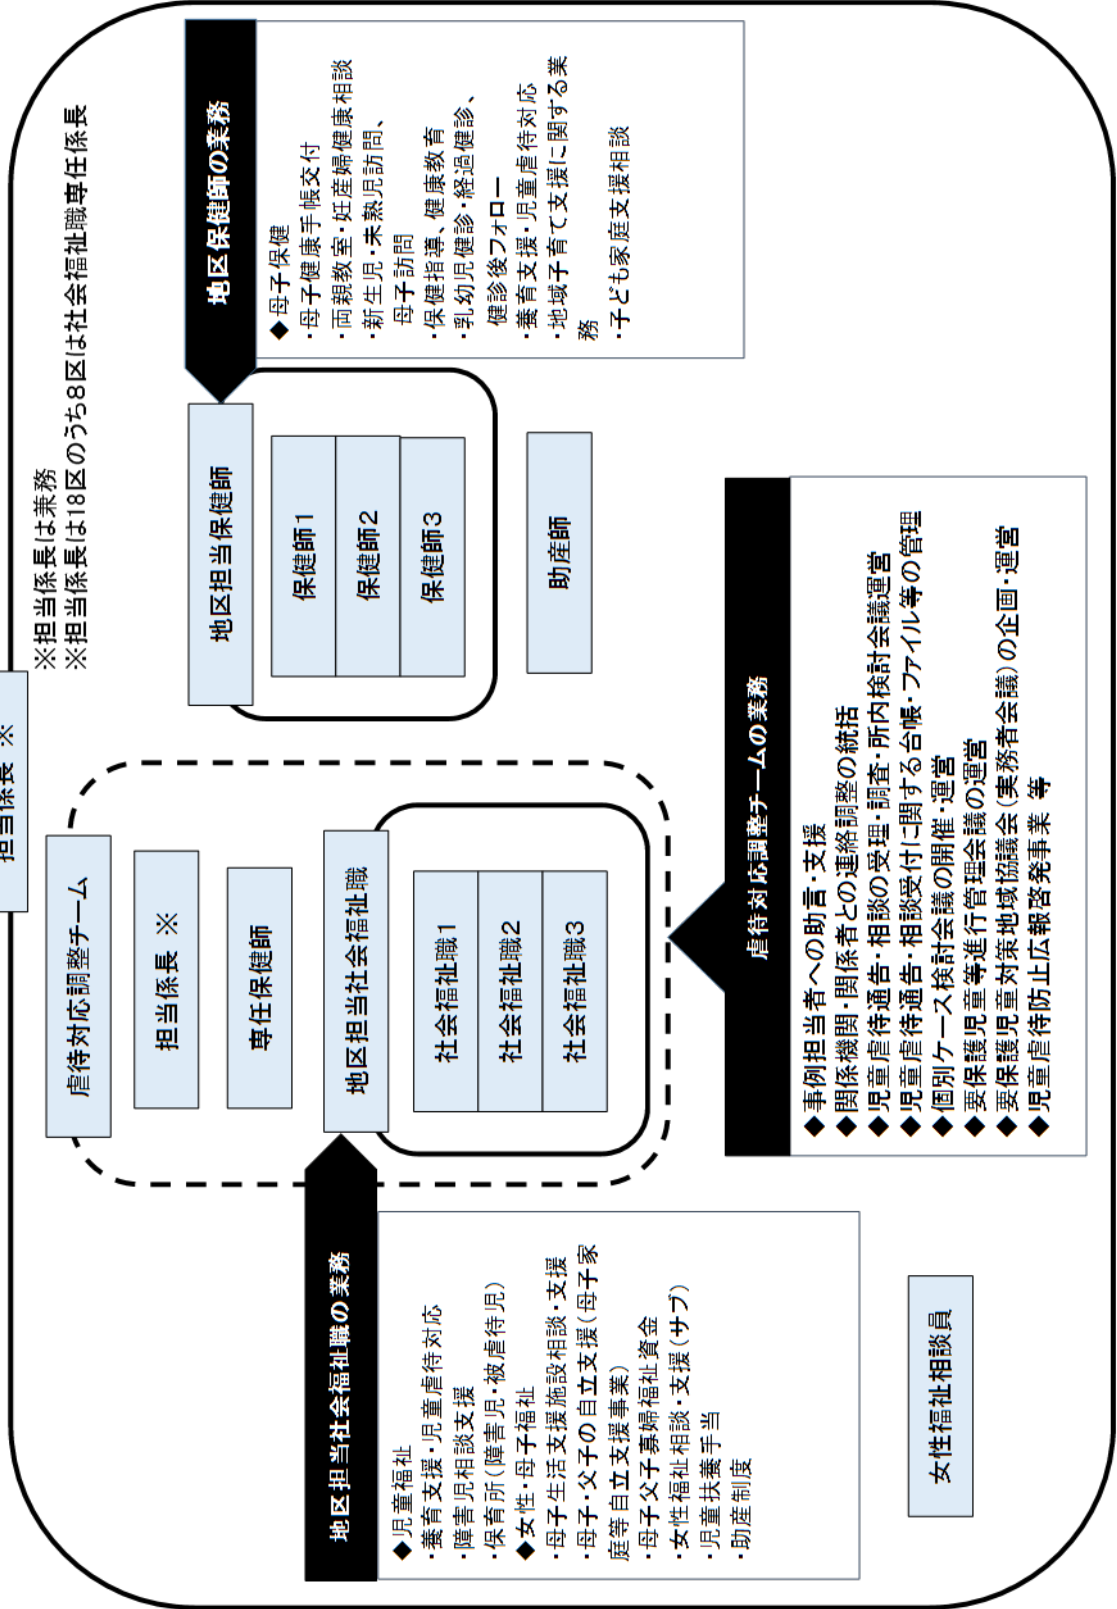 担当係長 ※
※担当係長は兼務
※担当係長は18区のうち8区は社会福祉職専任係長
虐待対応調整チーム
担当係長 ※
専任保健師
地区担当社会福祉職
社会福祉職1
社会福祉職2
社会福祉職3
地区担当保健師
保健師1
保健師2
保健師3
助産師
地区担当社会福祉職の業務
◆児童福祉
・養育支援・児童虐待対応
・障害児相談支援
・保育所(障害児・被虐待児)
◆女性・母子福祉
・母子生活支援施設相談・支援
・母子・父子の自立支援(母子家
庭等自立支援事業)
・母子父子寡婦福祉資金
・女性福祉相談・支援(サブ)
・児童扶養手当
・助産制度
女性福祉相談員
虐待対応調整チームの業務
◆事例担当者への助言・支援
◆関係機関・関係者との連絡調整の統括
◆児童虐待通告・相談の受理・調査・所内検討会議運営
◆児童虐待通告・相談受付に関する台帳・ファイル等の管理
◆個別ケース検討会議の開催・運営
◆要保護児童等進行管理会議の運営
◆要保護児童対策地域協議会(実務者会議)の企画・運営
◆児童虐待防止広報啓発事業 等
地区保健師の業務
◆母子保健
・母子健康手帳交付
・両親教室・妊産婦健康相談
・新生児・未熟児訪問、
母子訪問
・保健指導、健康教育
・乳幼児健診・経過健診、
健診後フォロー
・養育支援・児童虐待対応
・地域子育て支援に関する業
務
・子ども家庭支援相談